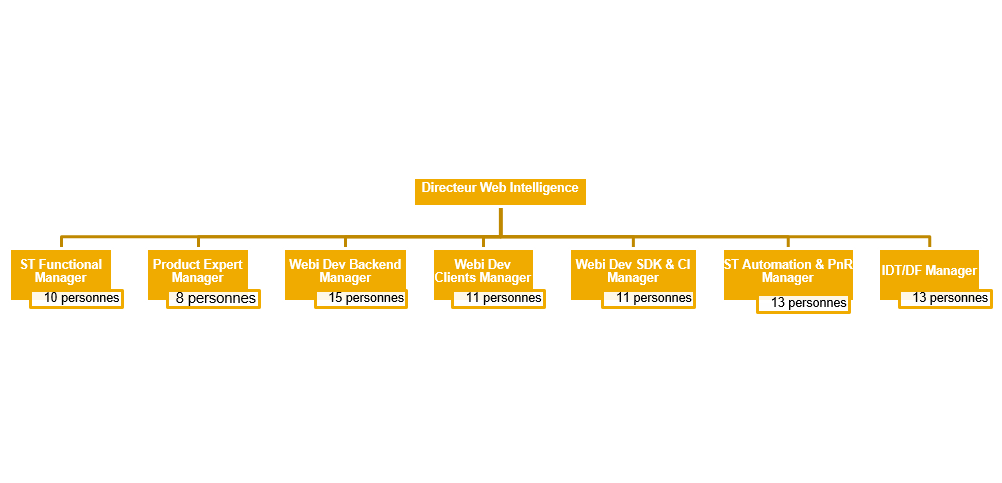 Directeur Web Intelligence
ST Functional
Manager
10 personnes
Product Expert
Manager
8 personnes
Webi Dev Backend
Manager
15 personnes
Webi Dev
Clients Manager
11 personnes
Webi Dev SDK & CI
Manager
11 personnes
ST Automation & PnR
Manager
13 personnes
IDT/DF Manager
13 personnes